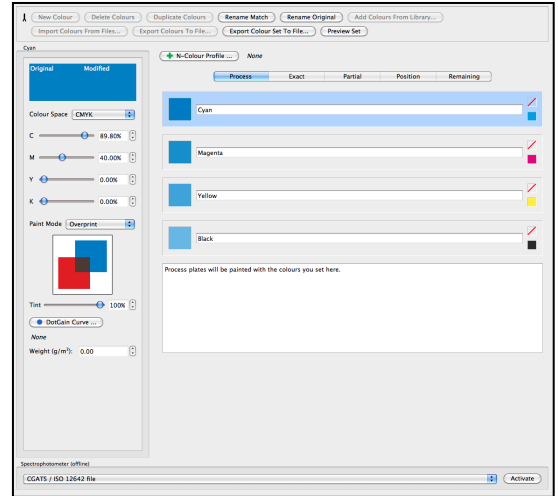 New Colour Delete Colours Duplicate Colours Rename Match Rename Original Add Colours From Library...
Import Colours From Files... Export Colours To File... Export Colour Set To File... Preview Set
Cyan
N-Colour Profile ... None
Original Modified
Process Exact Partial Position Remaining
Colour Space CMYK
Cyan
C 89.80%
M 40.00%
Magenta
Y 0.00%
K 0.00%
Yellow
Paint Mode Overprint
Black
Process plates will be painted with the colours you set here.
Tint 100%
DotGain Curve ...
None
Weight (g/m²): 0.00
Spectrophotometer (offline)
CGATS / ISO 12642 file Activate